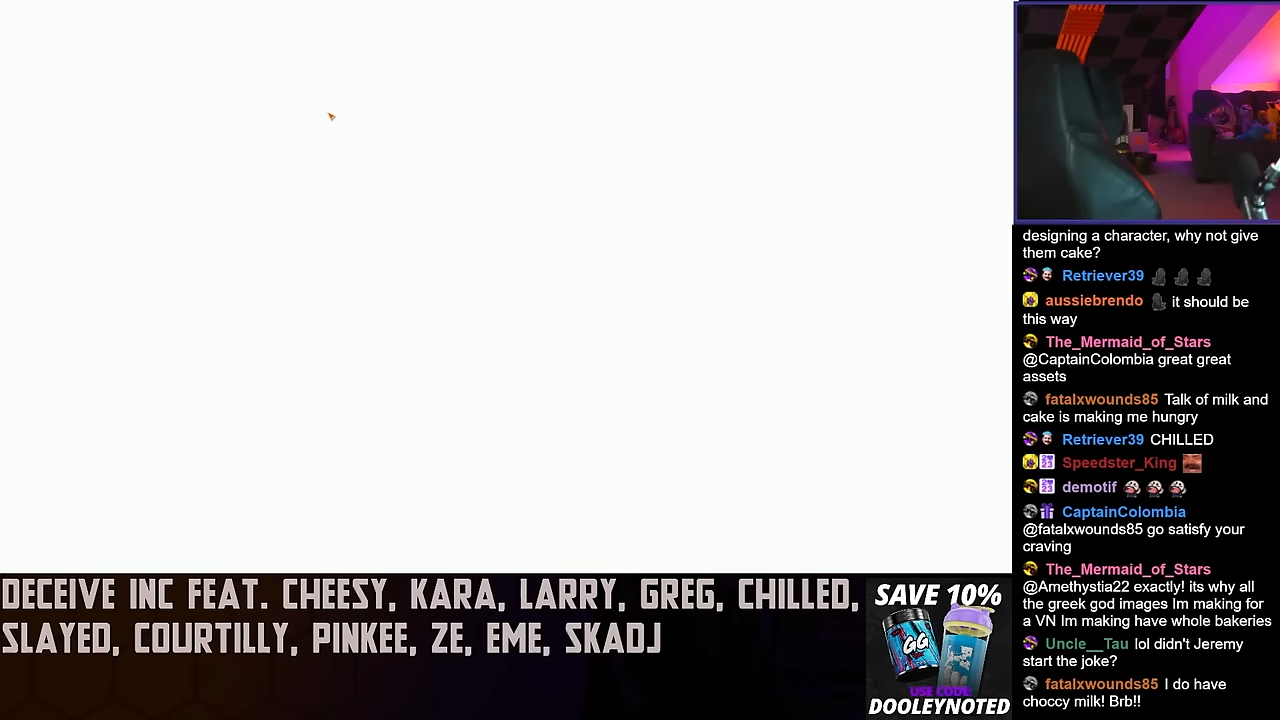 designing a character, why not give
them cake?
Retriever39
aussiebrendo it should be
this way
The_Mermaid_of_Stars
@CaptainColombia great great
assets
fatalxwounds85 Talk of milk and
cake is making me hungry
Retriever39 CHILLED
Speedster_King
demotif
CaptainColombia
@fatalxwounds85 go satisfy your
craving
The_Mermaid_of_Stars
@Amethystia22 exactly! its why all
the greek god images Im making for
a VN Im making have whole bakeries
Uncle__Tau lol didn't Jeremy
start the joke?
fatalxwounds85 I do have
choccy milk! Brb!!
DECEIVE INC FEAT. CHEESY, KARA, LARRY, GREG, CHILLED,
SLAYED, COURTILLY, PINKEE, ZE, EME, SKADJ
SAVE 10%
GG
USE CODE:
DOOLEYNOTED